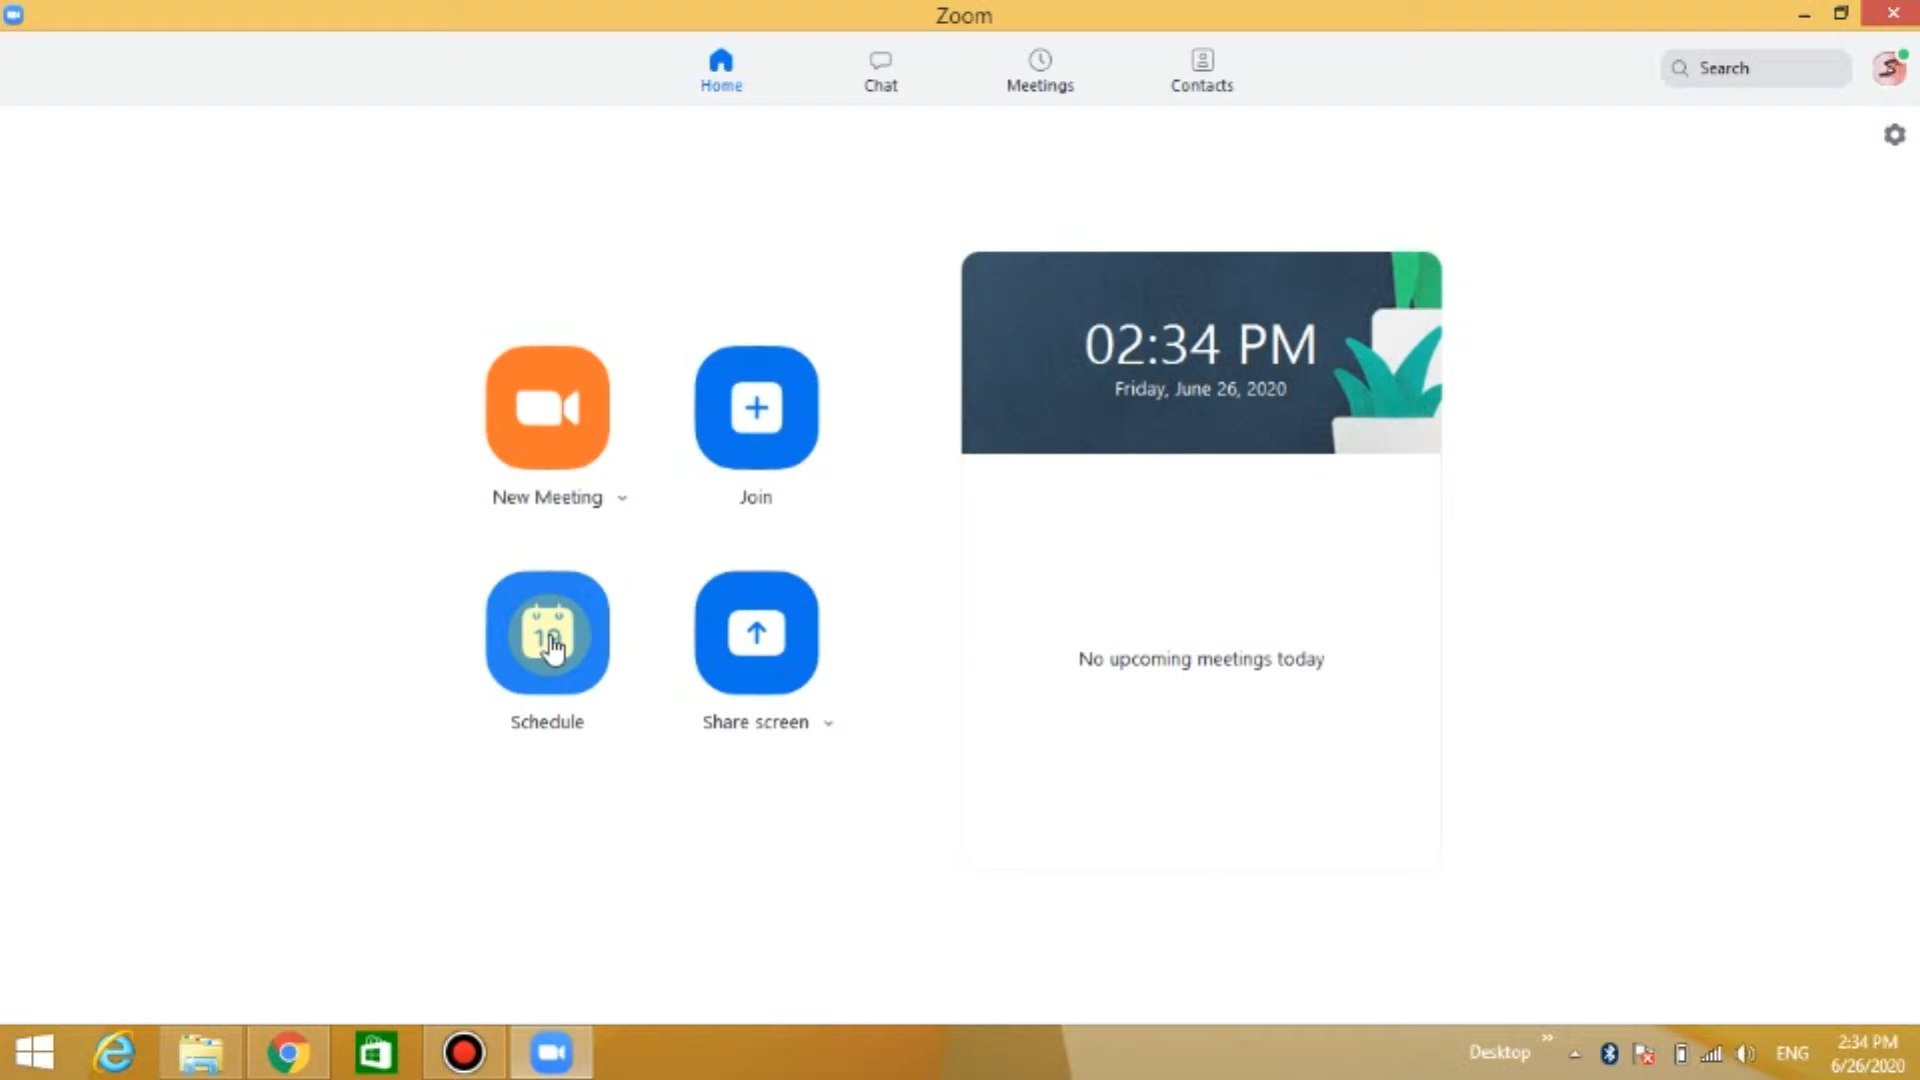 Zoom
Home
Chat
Meetings
Contacts
Search
02:34 PM
Friday, June 26, 2020
New Meeting
Join
Schedule
Share screen
No upcoming meetings today
Desktop
ENG
2:34 PM
6/26/2020